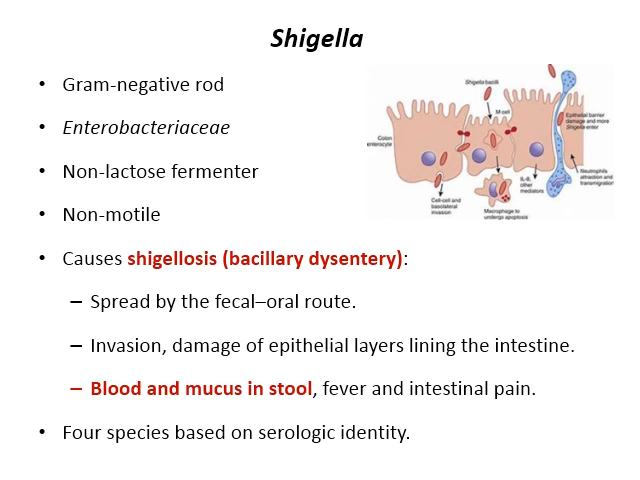 Shigella
• Gram-negative rod
• Enterobacteriaceae
• Non-lactose fermenter
• Non-motile
• Causes shigellosis (bacillary dysentery):
– Spread by the fecal–oral route.
– Invasion, damage of epithelial layers lining the intestine.
– Blood and mucus in stool, fever and intestinal pain.
• Four species based on serologic identity.
Shigella bacilli
M cell
Colon
enterocyte
Epithelial barrier
damage and more
Shigella enter
Cell-cell and
basolateral
invasion
Macrophage to
undergo apoptosis
IL-8,
other
mediators
Neutrophils
attraction and
transmigration